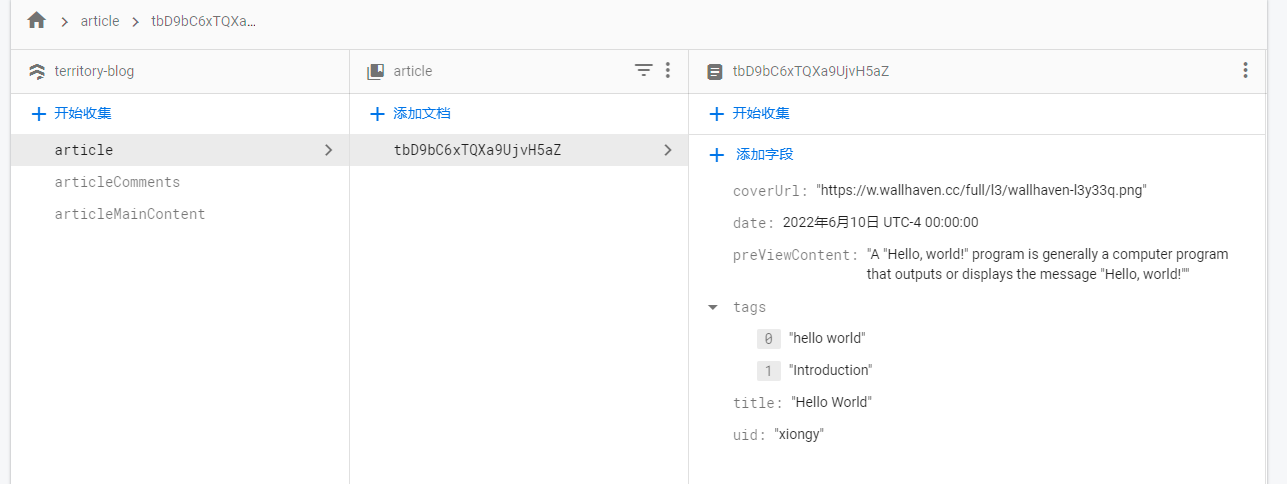 article
tbD9bC6xTQXa…
territory-blog
article
tbD9bC6xTQXa9UjvH5aZ
开始收集
添加文档
开始收集
article
tbD9bC6xTQXa9UjvH5aZ
添加字段
articleComments
articleMainContent
coverUrl: "https://w.wallhaven.cc/full/l3/wallhaven-l3y33q.png"
date: 2022年6月10日 UTC-4 00:00:00
preViewContent: "A "Hello, world!" program is generally a computer program
that outputs or displays the message "Hello, world!""
tags
0 "hello world"
1 "Introduction"
title: "Hello World"
uid: "xiongy"